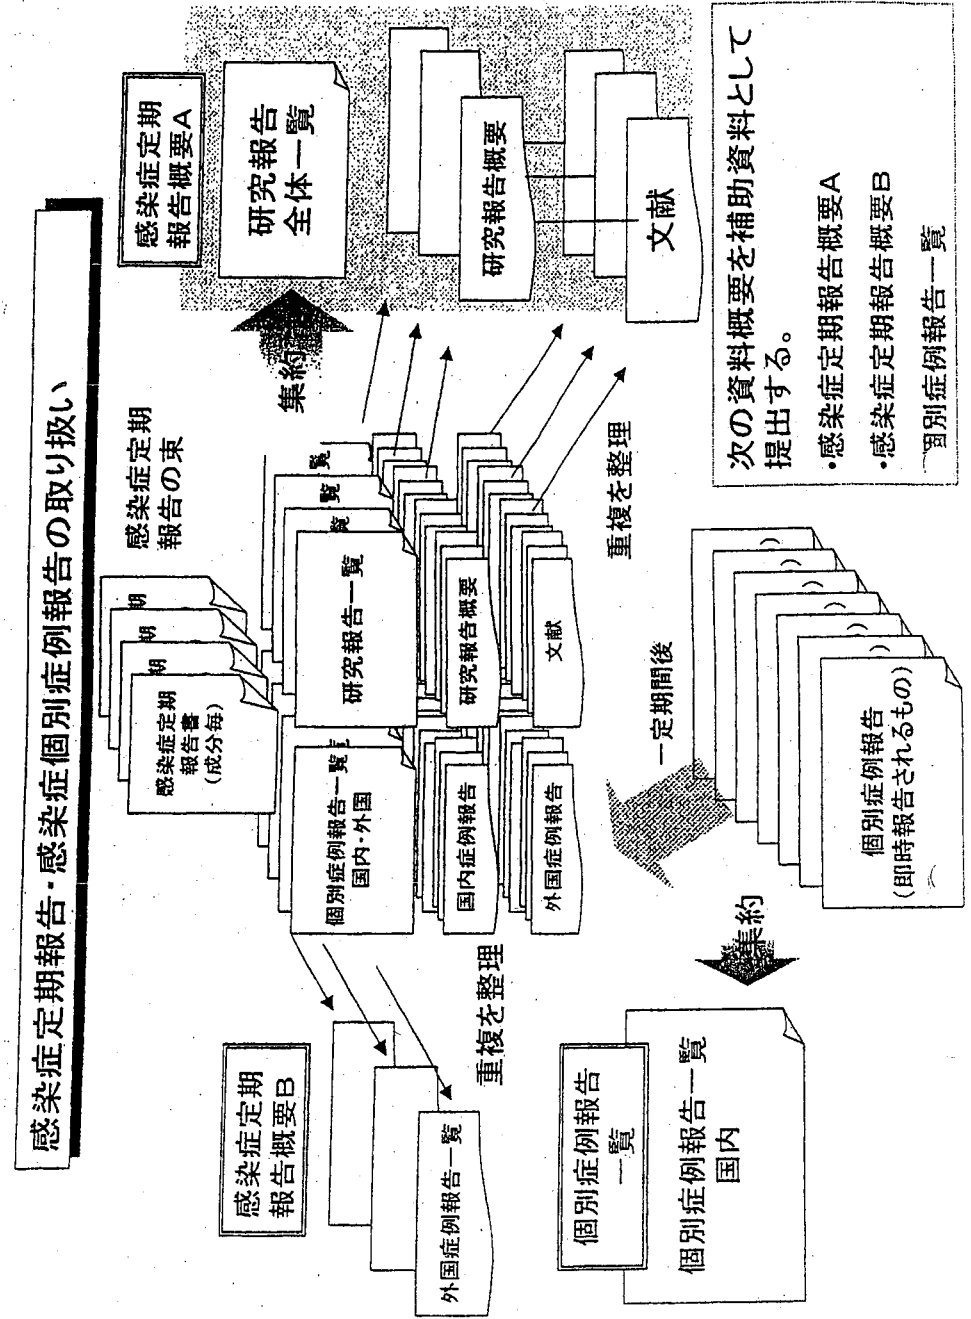 感染症定期報告・感染症個別症例報告の取り扱い
感染症定期
報告概要B
外国症例報告一覧
重複を整理
感染症定期
報告書
(成分毎)
期
期
期
感染症定期
報告の束
個別症例報告一覧
国内・外国
国内症例報告
外国症例報告
研究報告一覧
覧
覧
覧
研究報告概要
文献
集約
重複を整理
感染症定期
報告概要A
研究報告
全体一覧
研究報告概要
文献
個別症例報告
一覧
個別症例報告一覧
国内
集約
一定期間後
個別症例報告
(即時報告されるもの)
)
)
)
)
)
)
次の資料概要を補助資料として
提出する。
・感染症定期報告概要A
・感染症定期報告概要B
個別症例報告一覧